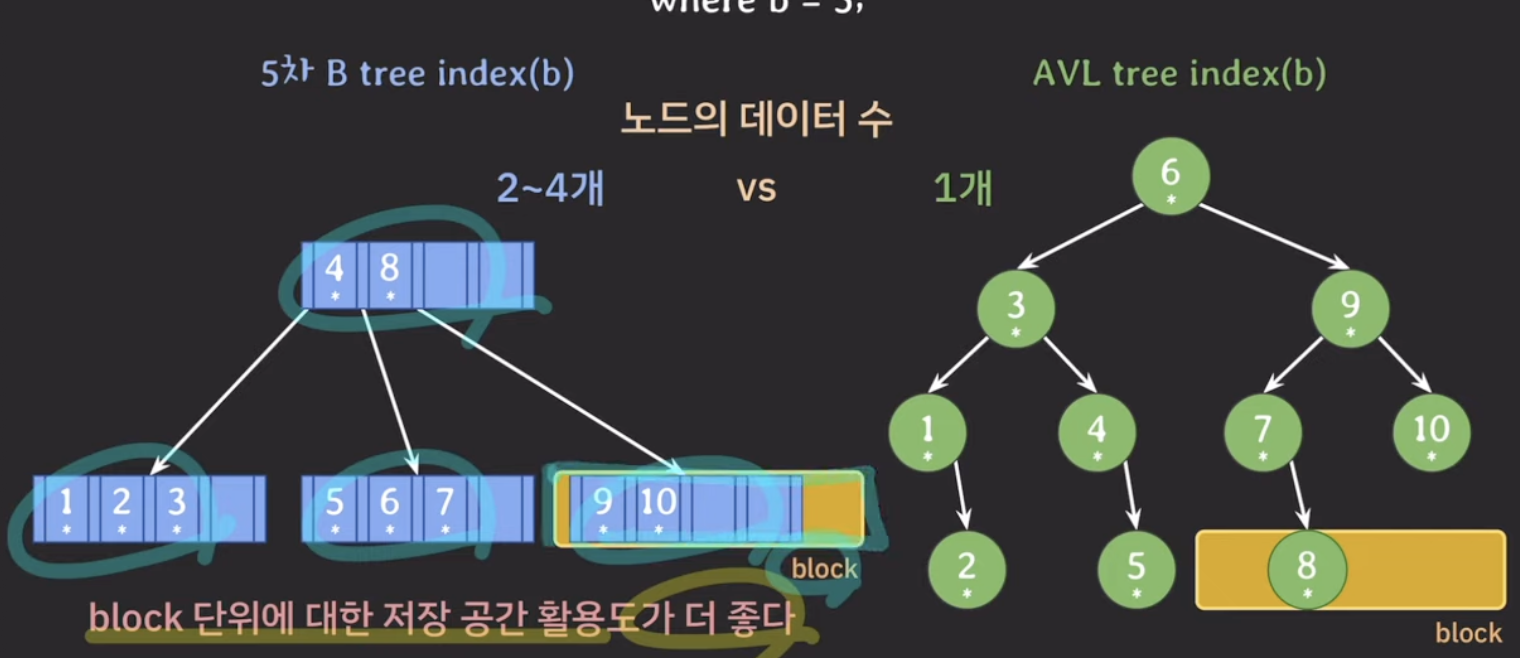 where b = 5;
5차 B tree index(b)
AVL tree index(b)
노드의 데이터 수
2~4개 vs 1개
4 8
* *
1 2 3
* * *
5 6 7
* * *
9 10
* *
block
block 단위에 대한 저장 공간 활용도가 더 좋다
6
*
3
*
9
*
1
*
4
*
7
*
10
*
2
*
5
*
8
*
block